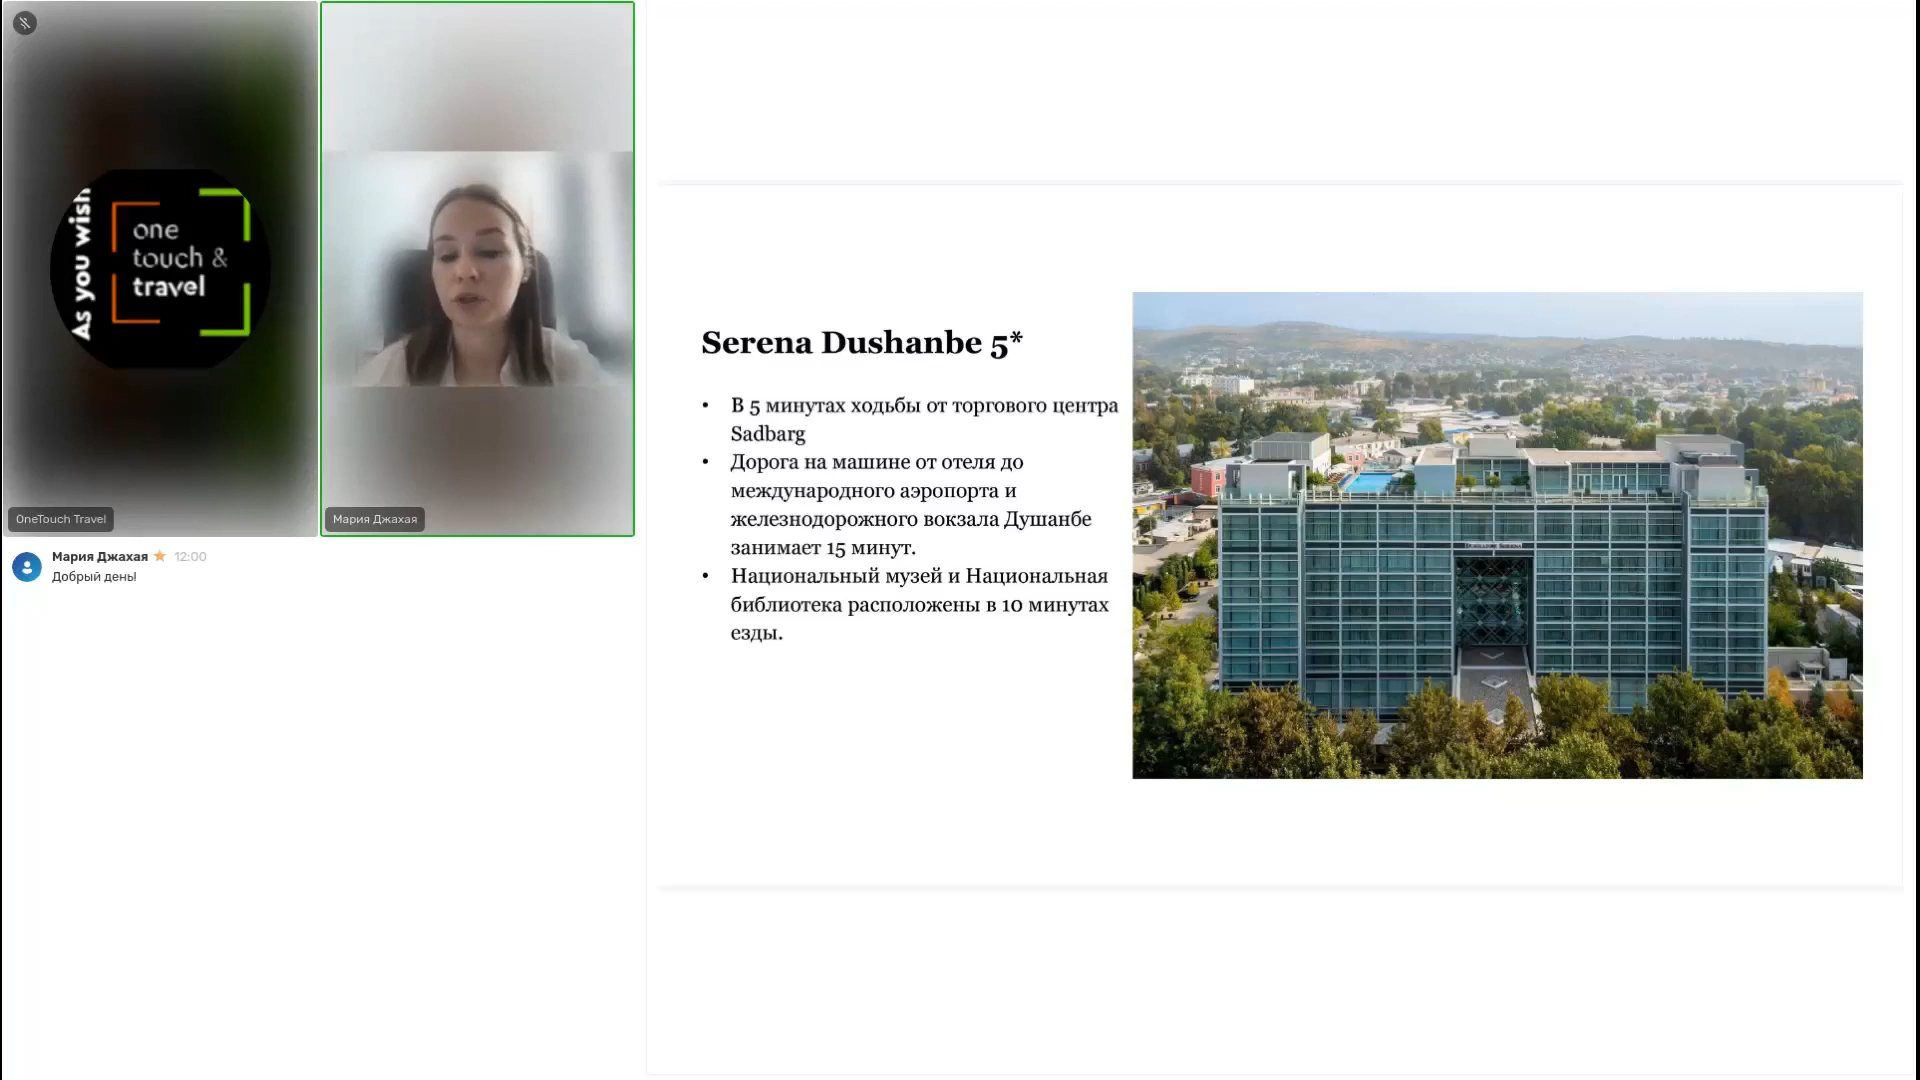 As you wish
one
touch &
travel
OneTouch Travel
Мария Джахая
Мария Джахая 12:00
Добрый день!
Serena Dushanbe 5*
• В 5 минутах ходьбы от торгового центра
Sadbarg
• Дорога на машине от отеля до
международного аэропорта и
железнодорожного вокзала Душанбе
занимает 15 минут.
• Национальный музей и Национальная
библиотека расположены в 10 минутах
езды.